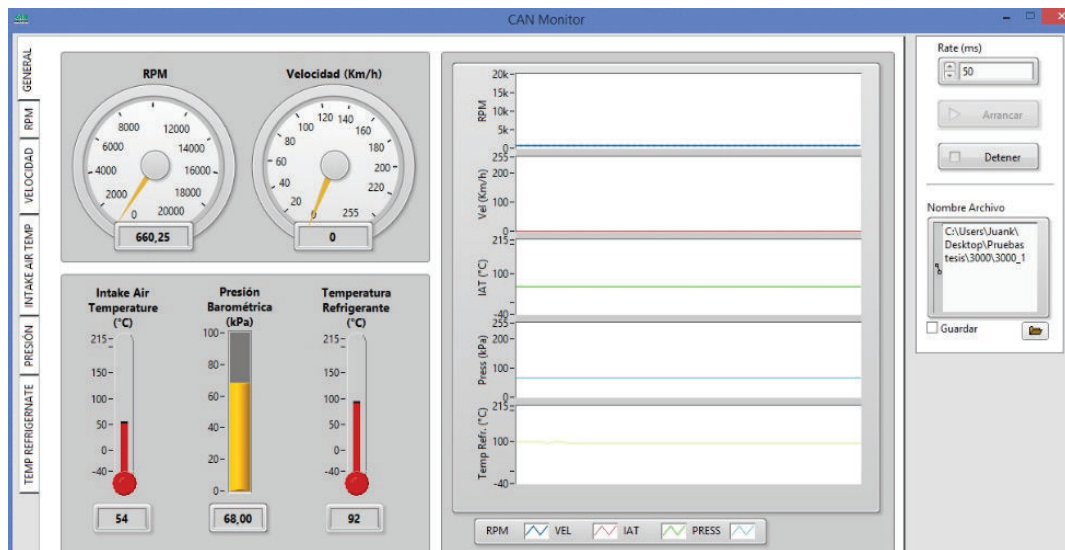 CAN Monitor
GENERAL
RPM
VELOCIDAD
INTAKE AIR TEMP
PRESIÓN
TEMP REFRIGERNATE
RPM
0
2000
4000
6000
8000
12000
14000
16000
18000
20000
660,25
Velocidad (Km/h)
0
20
40
60
80
100
120
140
160
180
200
220
255
0
Intake Air
Temperature
(°C)
215
150
100
50
0
-40
54
Presión
Barométrica
(kPa)
100
80
60
40
20
0
68,00
Temperatura
Refrigerante
(°C)
215
150
100
50
0
-40
92
RPM
20k
15k
10k
5k
0
Vel (Km/h)
255
200
100
0
IAT (°C)
215
100
-40
Press (kPa)
255
200
100
0
Temp Refr. (°C)
215
100
-40
RPM VEL IAT PRESS
Rate (ms)
50
Arrancar
Detener
Nombre Archivo
C:\Users\Juank\
Desktop\Pruebas
tesis\3000\3000_1
Guardar